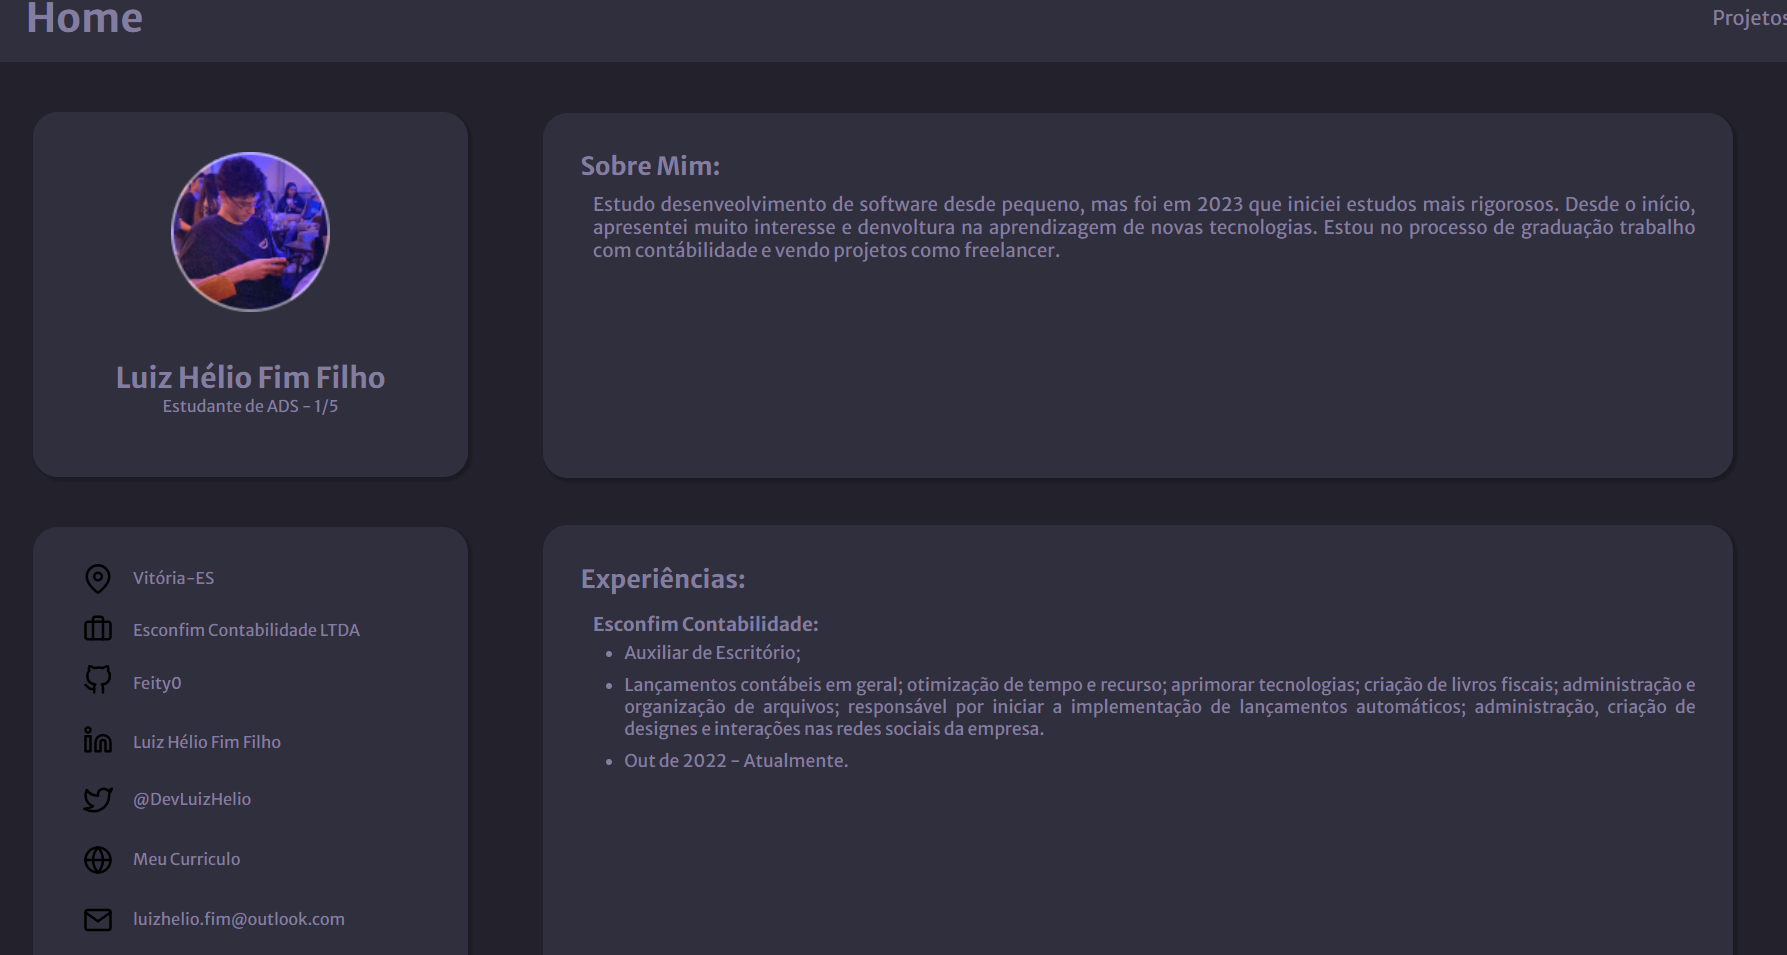 Home
Projetos
Luiz Hélio Fim Filho
Estudante de ADS - 1/5
Sobre Mim:
Estudo desenveolvimento de software desde pequeno, mas foi em 2023 que iniciei estudos mais rigorosos. Desde o início,
apresentei muito interesse e denvoltura na aprendizagem de novas tecnologias. Estou no processo de graduação trabalho
com contábilidade e vendo projetos como freelancer.
Vitória-ES
Esconfim Contabilidade LTDA
Feity0
Luiz Hélio Fim Filho
@DevLuizHelio
Meu Curriculo
luizhelio.fim@outlook.com
Experiências:
Esconfim Contabilidade:
Auxiliar de Escritório;
Lançamentos contábeis em geral; otimização de tempo e recurso; aprimorar tecnologias; criação de livros fiscais; administração e
organização de arquivos; responsável por iniciar a implementação de lançamentos automáticos; administração, criação de
designes e interações nas redes sociais da empresa.
Out de 2022 - Atualmente.